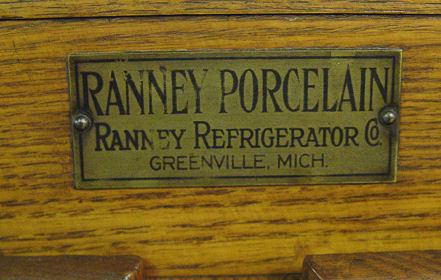 RANNEY PORCELAIN
RANNEY REFRIGERATOR CO.
GREENVILLE, MICH.